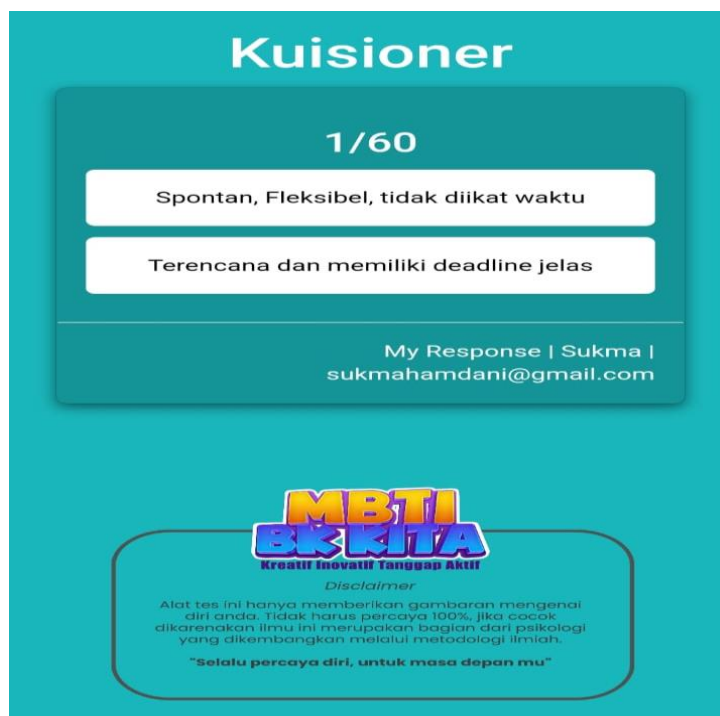 Kuisioner
1/60
Spontan, Fleksibel, tidak diikat waktu
Terencana dan memiliki deadline jelas
My Response | Sukma |
sukmahamdani@gmail.com
MBTI
BK KITA
Kreatif Inovatif Tanggap Aktif
Disclaimer
Alat tes ini hanya memberikan gambaran mengenai
diri anda. Tidak harus percaya 100%, jika cocok
dikarenakan ilmu ini merupakan bagian dari psikologi
yang dikembangkan melalui metodologi ilmiah.
"Selalu percaya diri, untuk masa depan mu"